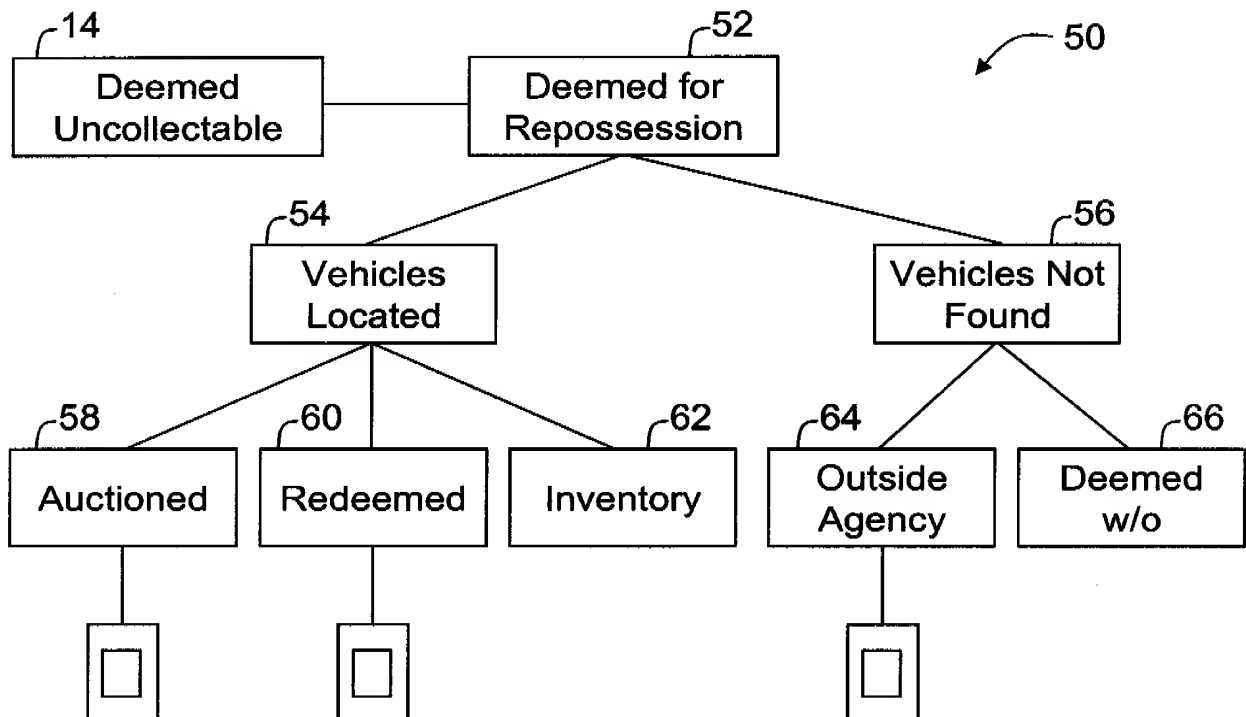 14
52
50
Deemed
Uncollectable
Deemed for
Repossession
54
56
Vehicles
Located
Vehicles Not
Found
58
60
62
64
66
Auctioned
Redeemed
Inventory
Outside
Agency
Deemed
w/o